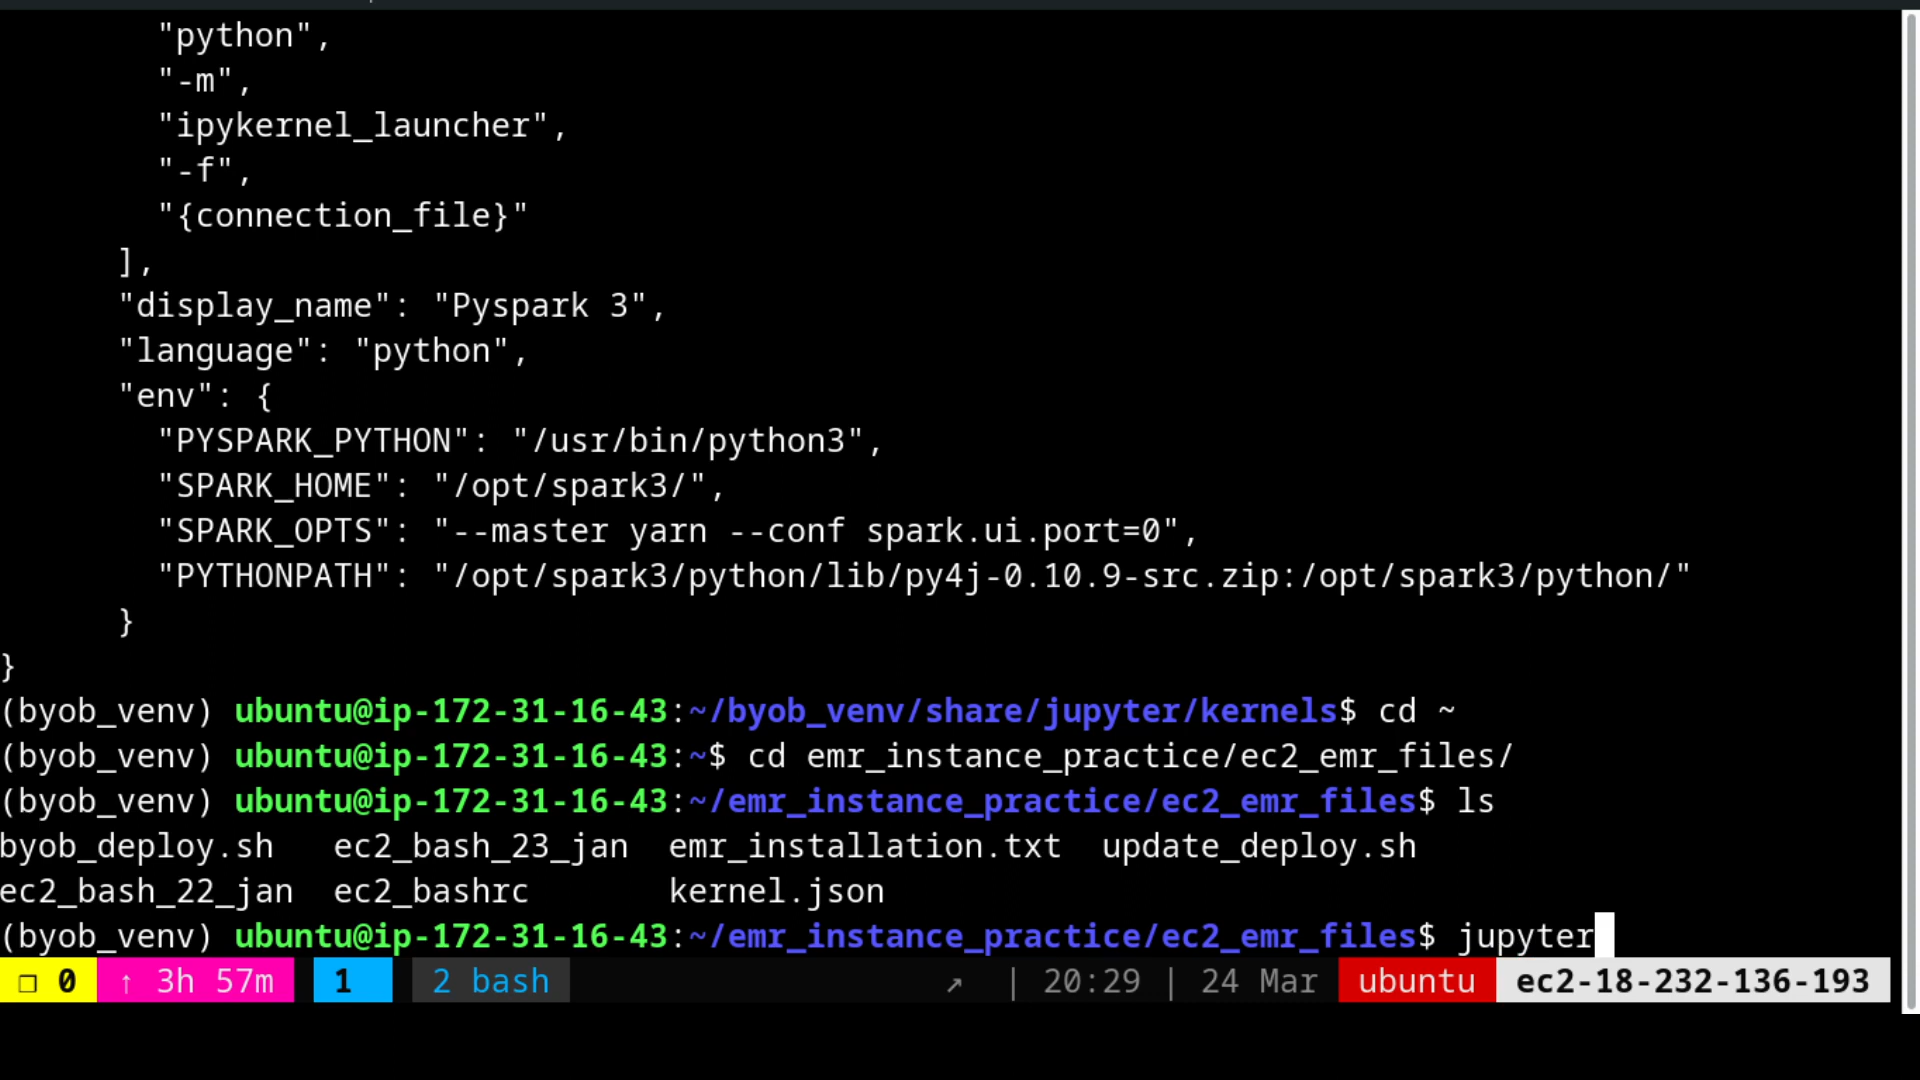 "python",
"-m",
"ipykernel_launcher",
"-f",
"{connection_file}"
],
"display_name": "Pyspark 3",
"language": "python",
"env": {
"PYSPARK_PYTHON": "/usr/bin/python3",
"SPARK_HOME": "/opt/spark3/",
"SPARK_OPTS": "--master yarn --conf spark.ui.port=0",
"PYTHONPATH": "/opt/spark3/python/lib/py4j-0.10.9-src.zip:/opt/spark3/python/"
}
}
(byob_venv) ubuntu@ip-172-31-16-43:~/byob_venv/share/jupyter/kernels$ cd ~
(byob_venv) ubuntu@ip-172-31-16-43:~$ cd emr_instance_practice/ec2_emr_files/
(byob_venv) ubuntu@ip-172-31-16-43:~/emr_instance_practice/ec2_emr_files$ ls
byob_deploy.sh ec2_bash_23_jan emr_installation.txt update_deploy.sh
ec2_bash_22_jan ec2_bashrc kernel.json
(byob_venv) ubuntu@ip-172-31-16-43:~/emr_instance_practice/ec2_emr_files$ jupyter
❐ 0 ↑ 3h 57m 1 2 bash ↗ | 20:29 | 24 Mar ubuntu ec2-18-232-136-193